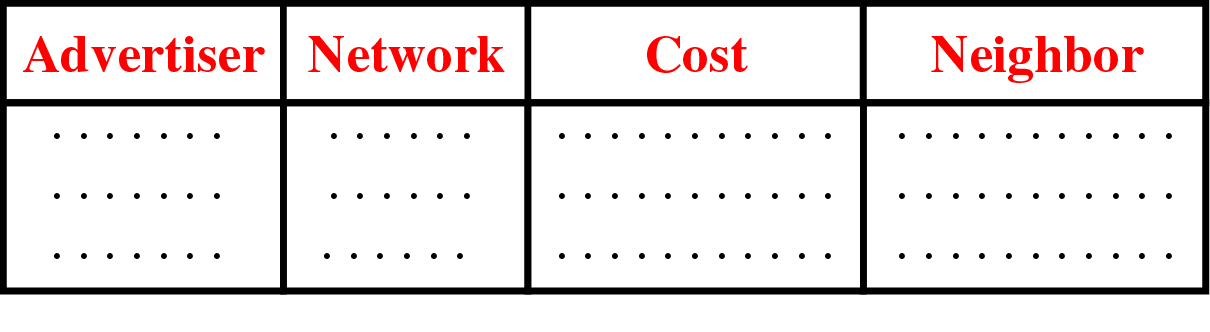 Advertiser Network Cost Neighbor
. . . . . . . . . . . . . . . . . . . . . . . . . . . . . . . . . . .
. . . . . . . . . . . . . . . . . . . . . . . . . . . . . . . . . . .
. . . . . . . . . . . . . . . . . . . . . . . . . . . . . . . . . . .